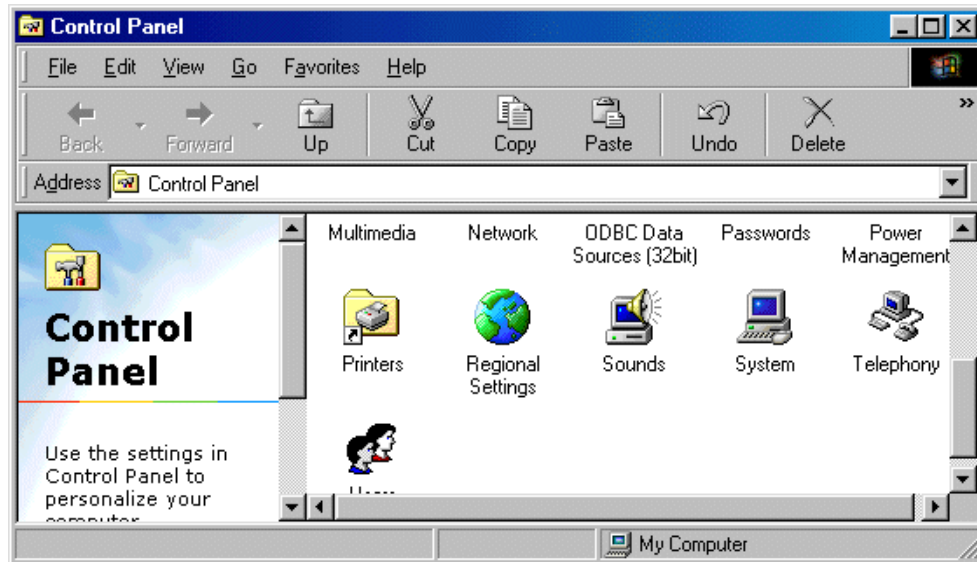 Control Panel
File Edit View Go Favorites Help
Back Forward Up Cut Copy Paste Undo Delete »
Address Control Panel
Control
Panel
Use the settings in
Control Panel to
personalize your
computer
Multimedia Network ODBC Data Passwords Power
Sources (32bit) Management
Printers Regional Sounds System Telephony
Settings
Users
My Computer